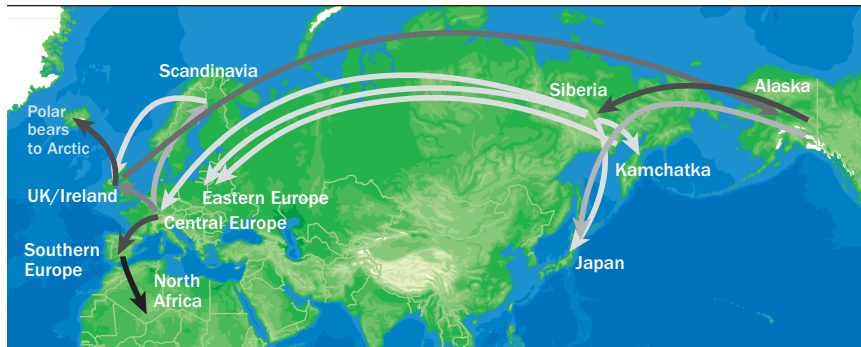 Scandinavia
Siberia
Alaska
Polar
bears
to Arctic
Kamchatka
UK/Ireland
Eastern Europe
Central Europe
Southern
Europe
Japan
North
Africa